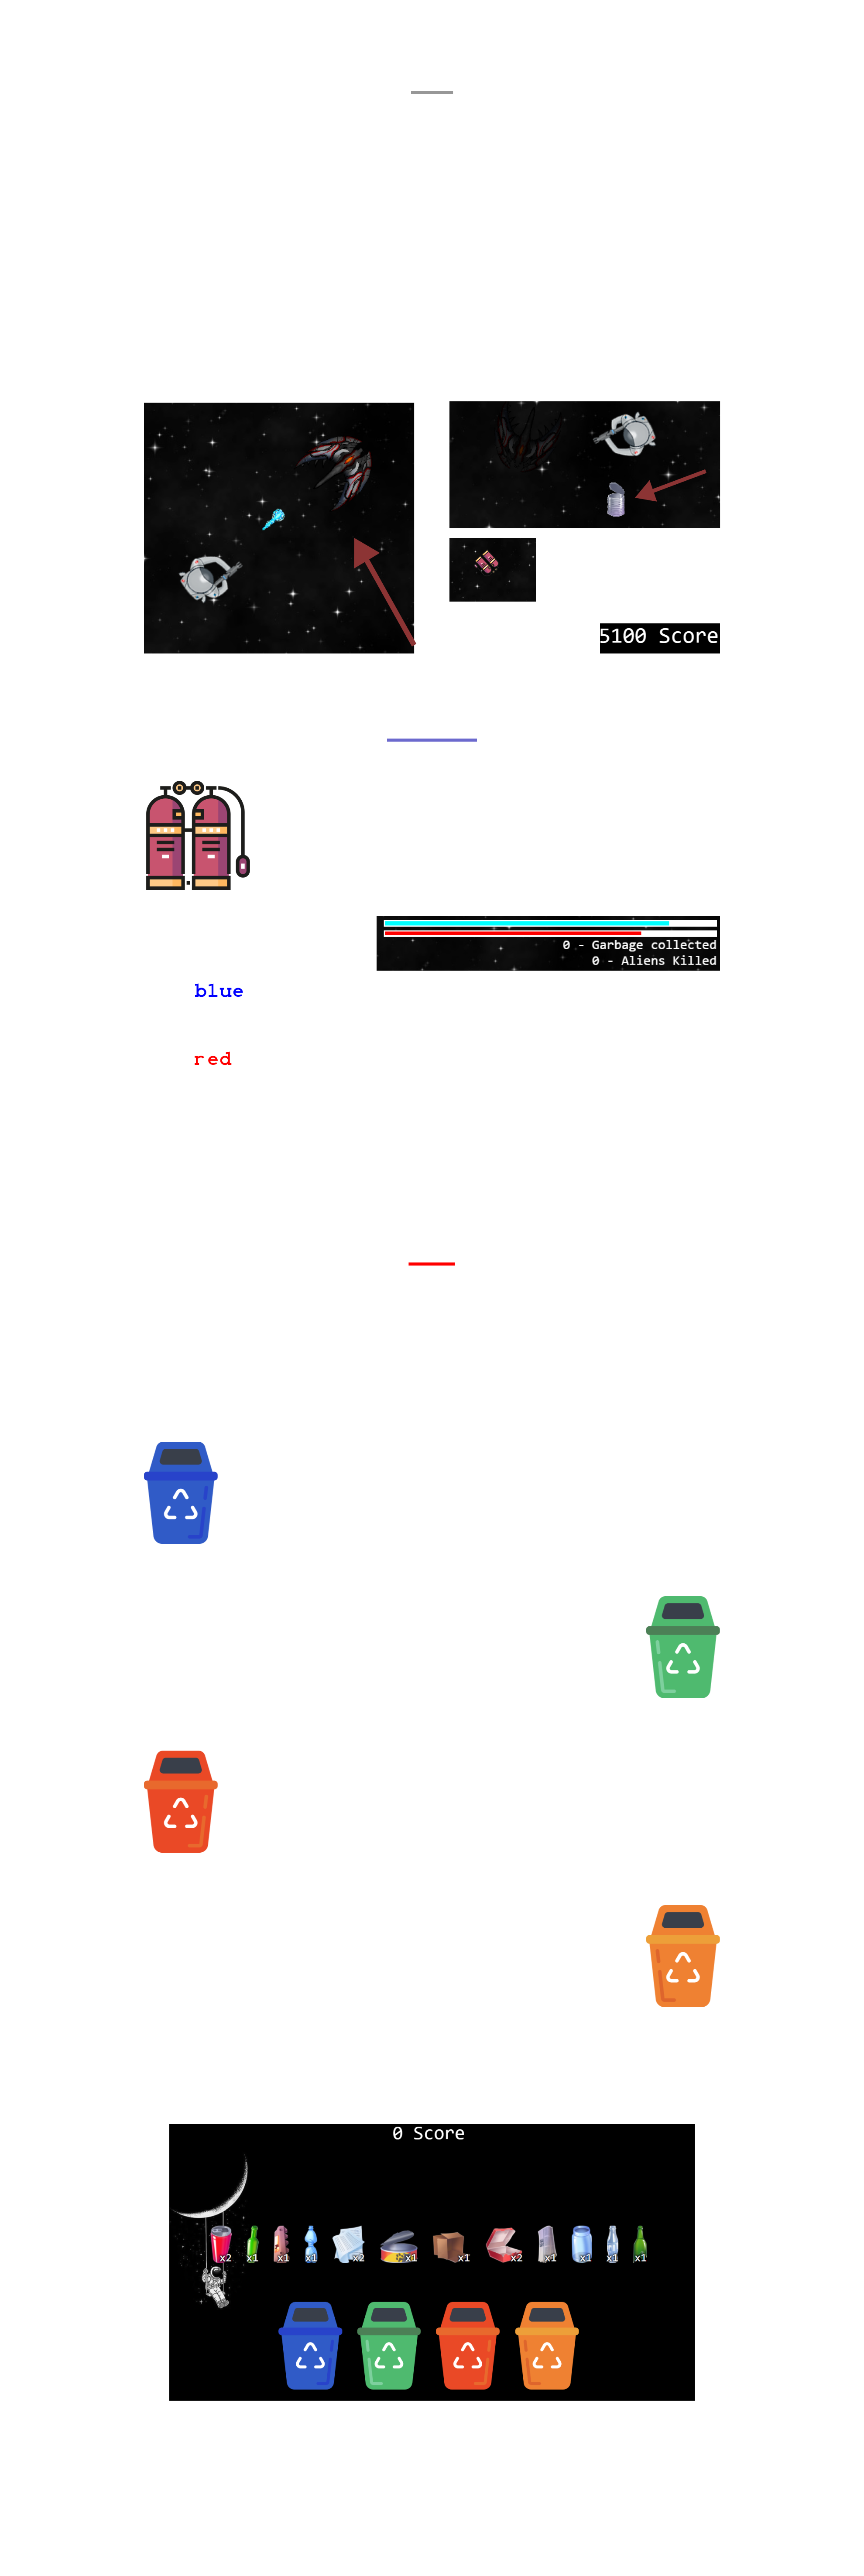 5100 Score
0 - Garbage collected
0 - Aliens Killed
blue
red
0 Score
x2 x1 x1 x1 x2 x1 x1 x2 x1 x1 x1 x1